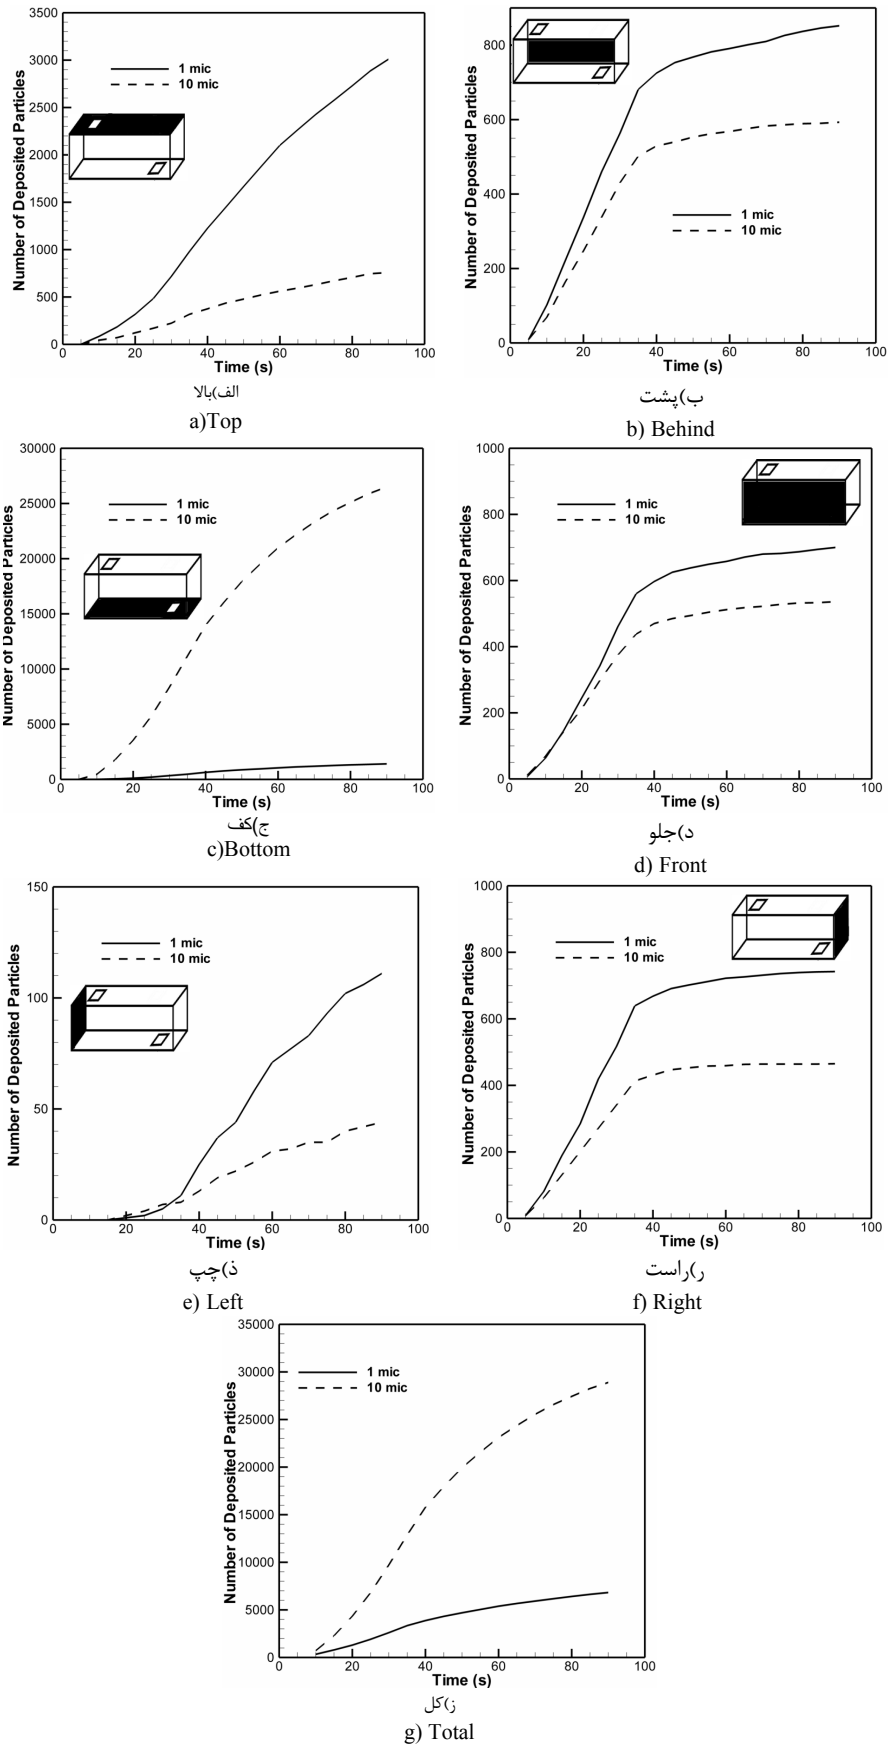 3500
3000
2500
2000
1500
1000
500
0
Number of Deposited Particles
1 mic
10 mic
0 20 40 60 80 100
Time (s)
الف)بالا
a)Top
800
600
400
200
0
Number of Deposited Particles
1 mic
10 mic
0 20 40 60 80 100
Time (s)
ب)پشت
b) Behind
30000
25000
20000
15000
10000
5000
0
Number of Deposited Particles
1 mic
10 mic
0 20 40 60 80 100
Time (s)
ج)کف
c)Bottom
1000
800
600
400
200
0
Number of Deposited Particles
1 mic
10 mic
0 20 40 60 80 100
Time (s)
د)جلو
d) Front
150
100
50
0
Number of Deposited Particles
1 mic
10 mic
0 20 40 60 80 100
Time (s)
ذ)چپ
e) Left
1000
800
600
400
200
0
Number of Deposited Particles
1 mic
10 mic
0 20 40 60 80 100
Time (s)
ر)راست
f) Right
35000
30000
25000
20000
15000
10000
5000
0
Number of Deposited Particles
1 mic
10 mic
0 20 40 60 80 100
Time (s)
ز)کل
g) Total